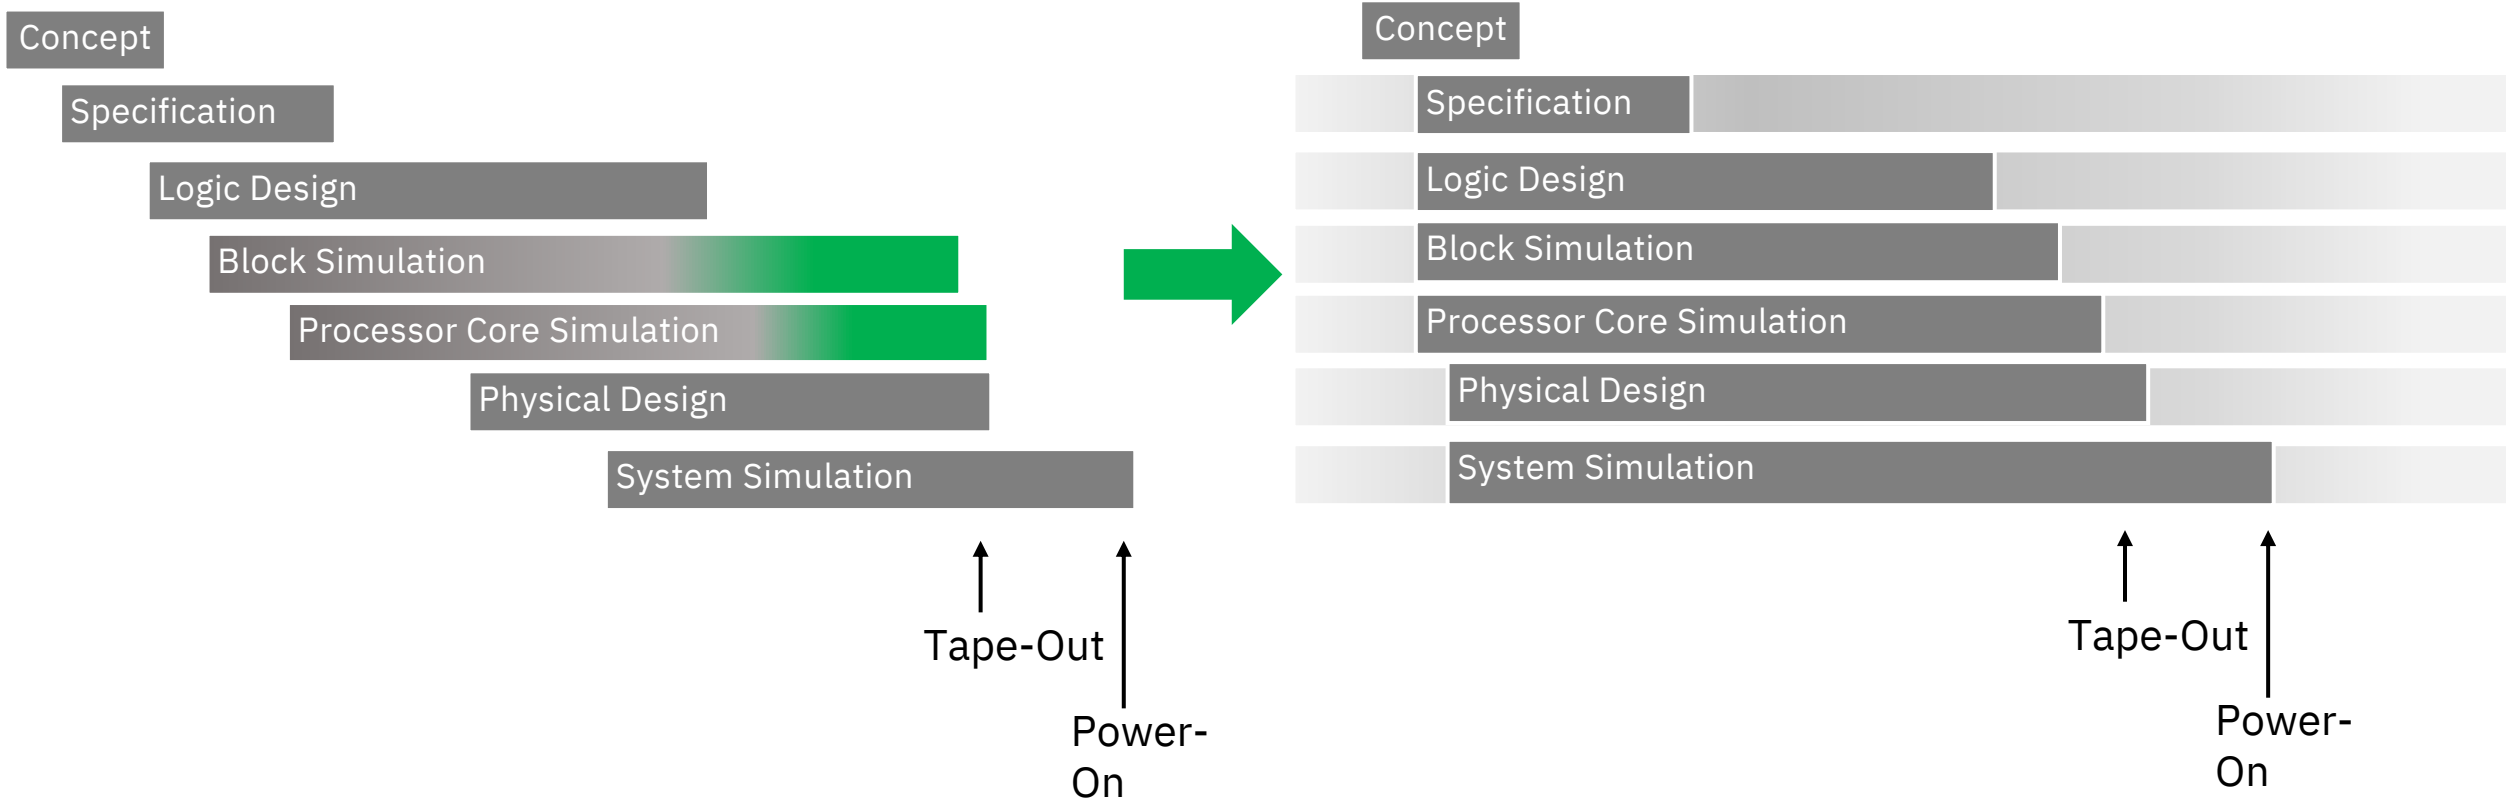 Concept
Specification
Logic Design
Block Simulation
Processor Core Simulation
Physical Design
System Simulation
Tape-Out
Power-
On
Concept
Specification
Logic Design
Block Simulation
Processor Core Simulation
Physical Design
System Simulation
Tape-Out
Power-
On